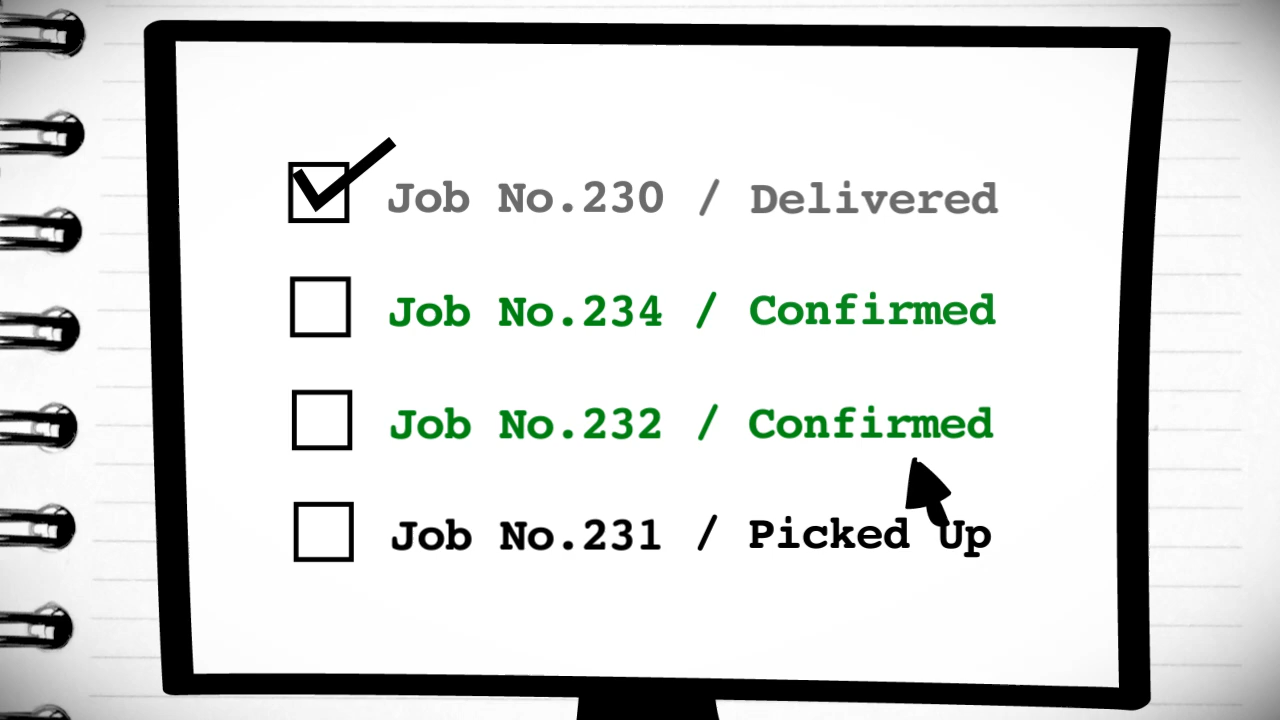 Job No.230 / Delivered
Job No.234 / Confirmed
Job No.232 / Confirmed
Job No.231 / Picked Up